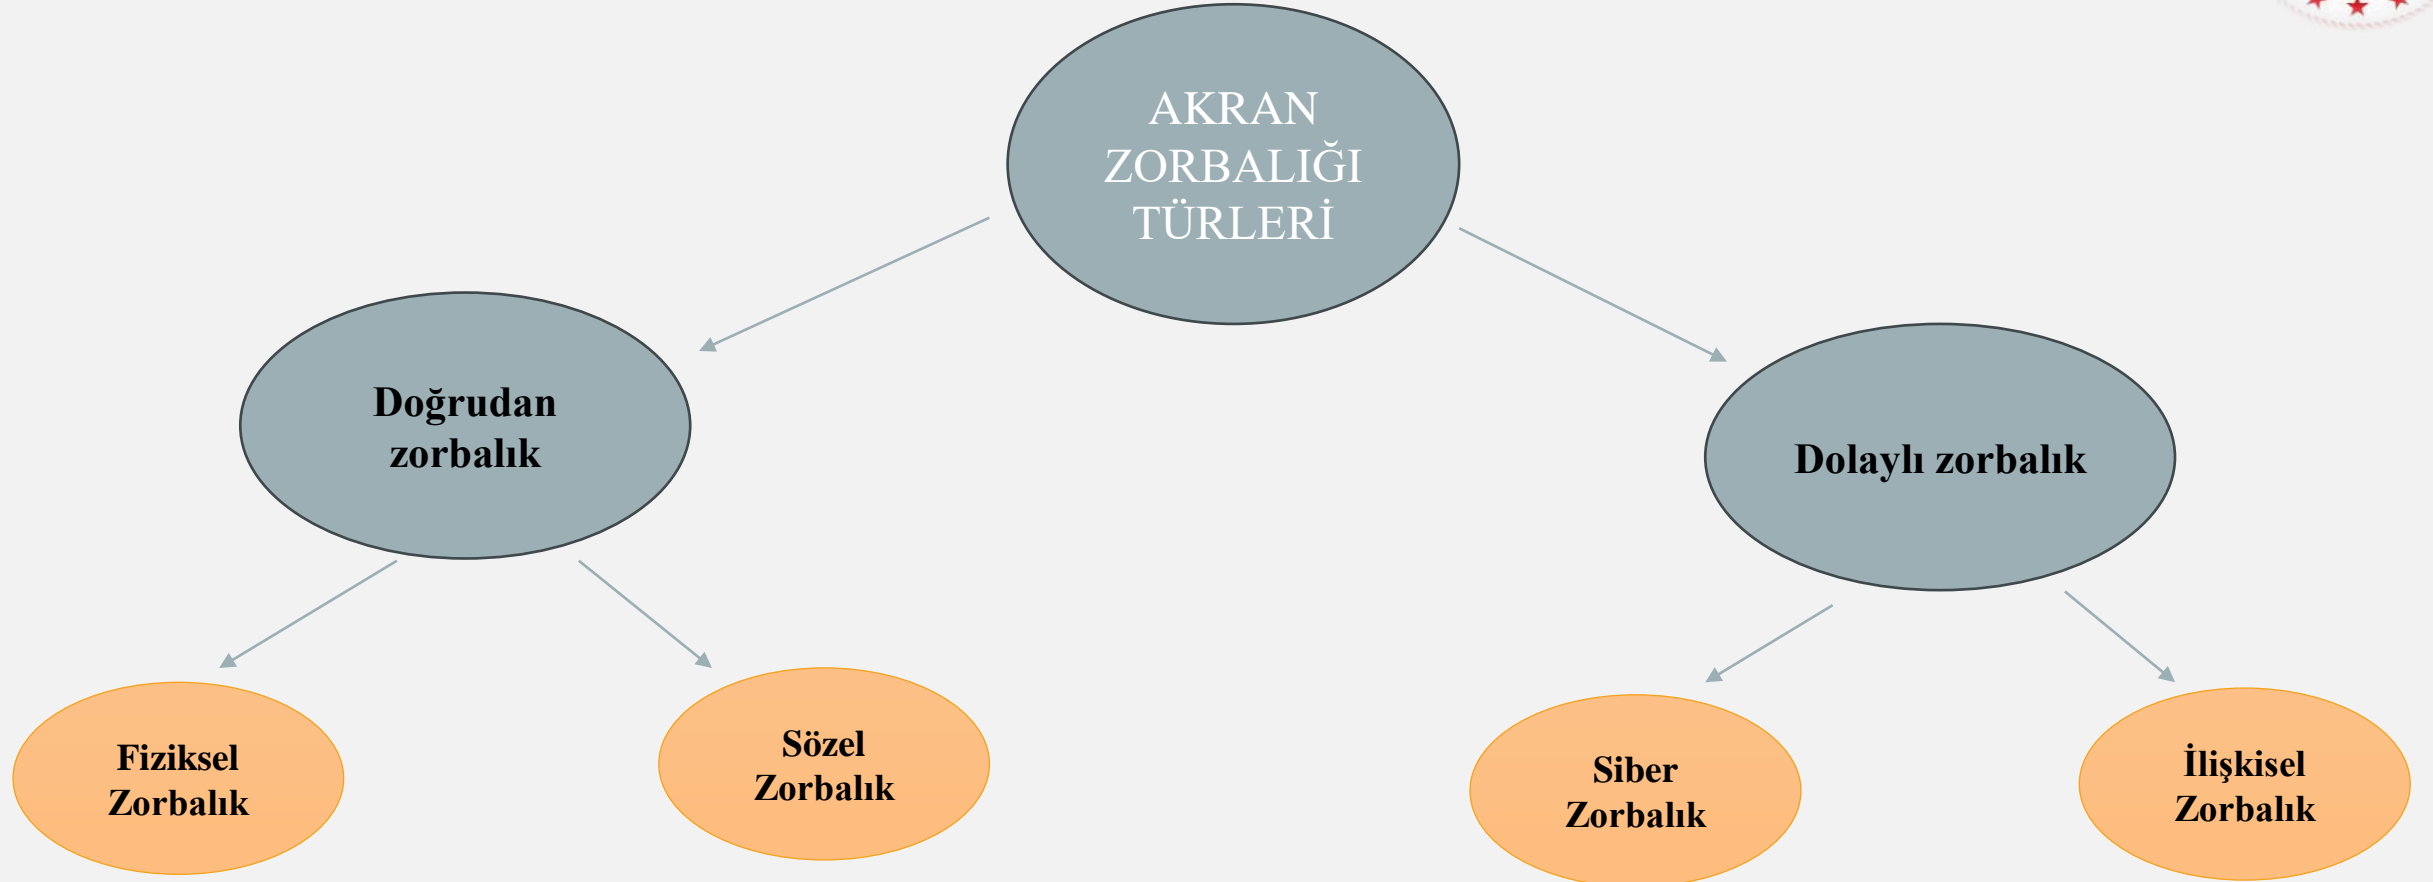 AKRAN
ZORBALIĞI
TÜRLERİ
Doğrudan
zorbalık
Dolaylı zorbalık
Fiziksel
Zorbalık
Sözel
Zorbalık
Siber
Zorbalık
İlişkisel
Zorbalık